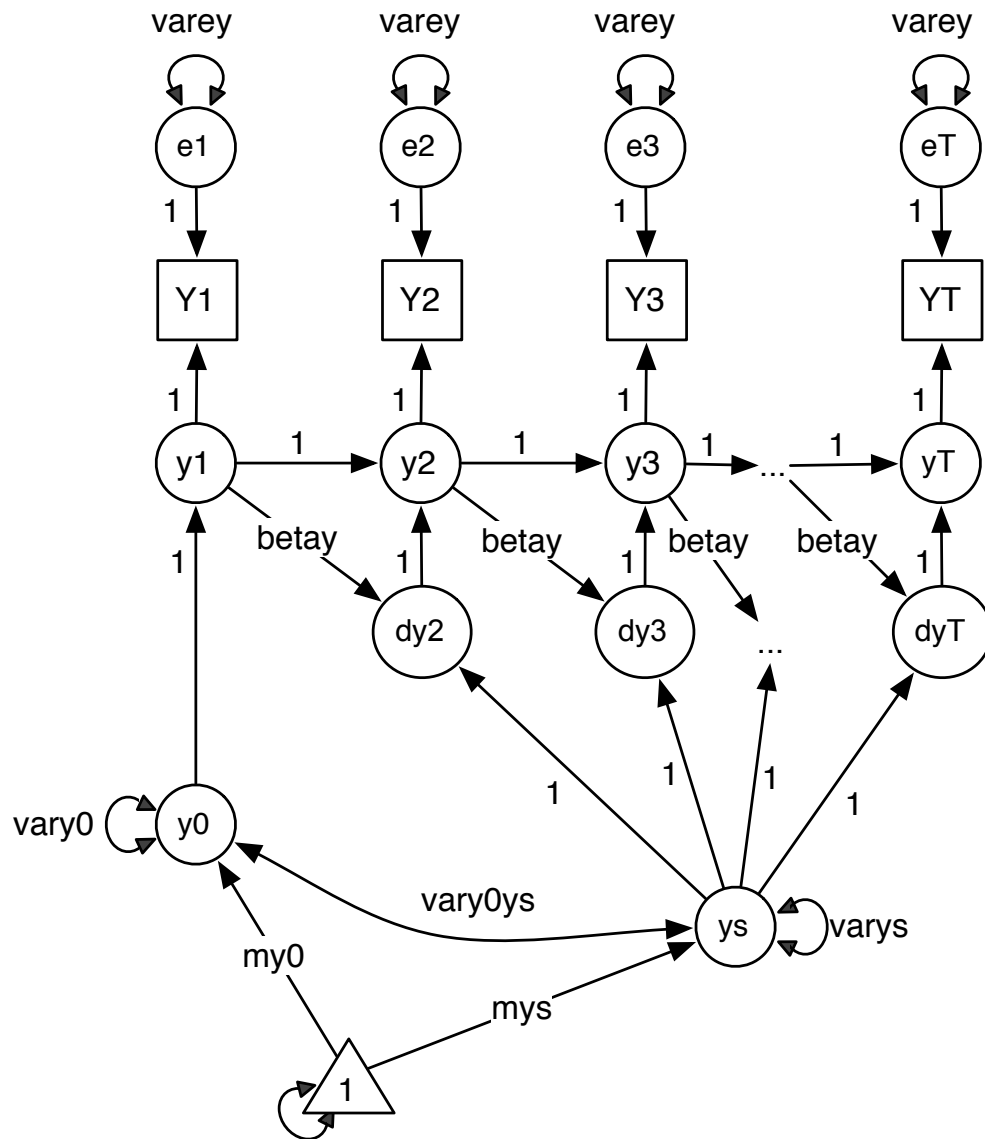 varey varey varey varey
e1 e2 e3 eT
1 1 1 1
Y1 Y2 Y3 YT
1 1 1 1
1 1 1 1
y1 y2 y3 ... yT
betay betay betay betay
1 1 1 1
dy2 dy3 ... dyT
1 1 1 1
vary0 y0
vary0ys
ys varys
my0
mys
1